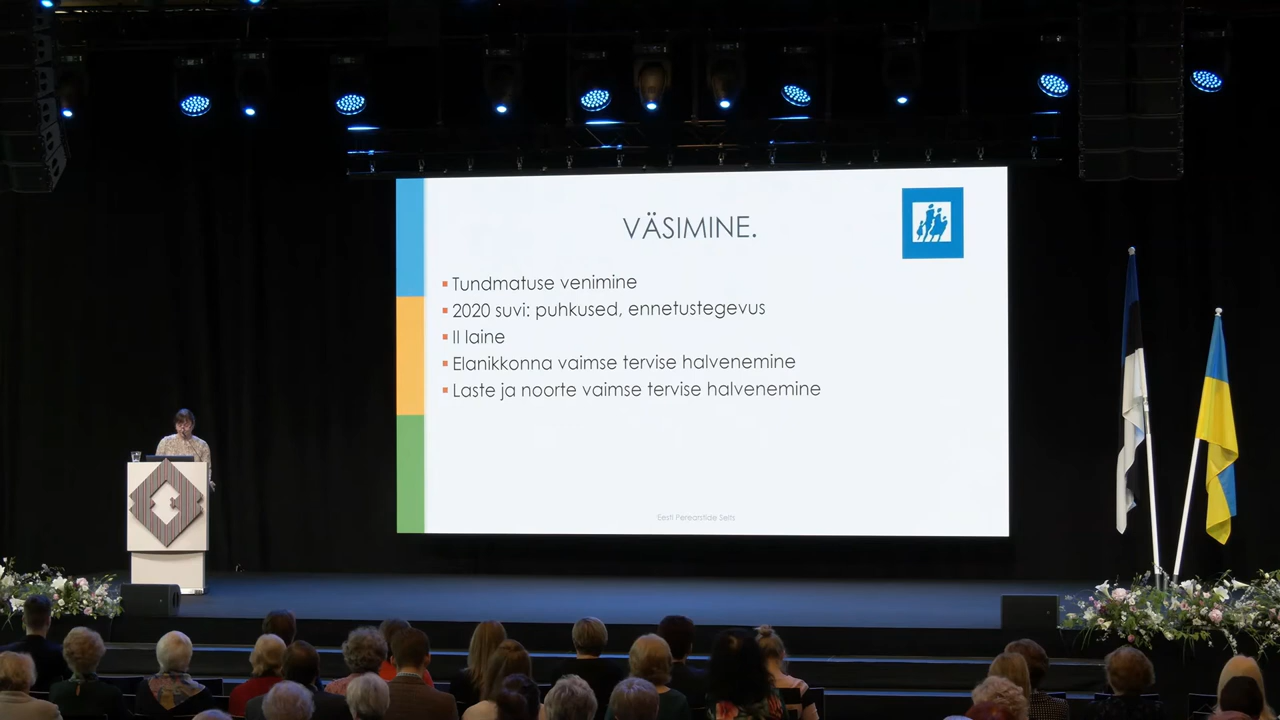 VÄSIMINE.
Tundmatuse venimine
2020 suvi: puhkused, ennetustegevus
II laine
Elanikkonna vaimse tervise halvenemine
Laste ja noorte vaimse tervise halvenemine
Eesti Perearstide Selts